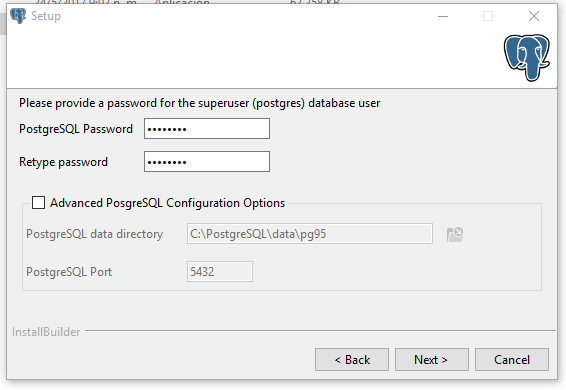 Setup
Please provide a password for the superuser (postgres) database user
PostgreSQL Password ••••••••
Retype password ••••••••
Advanced PosgreSQL Configuration Options
PostgreSQL data directory C:\PostgreSQL\data\pg95
PostgreSQL Port 5432
InstallBuilder
< Back Next > Cancel